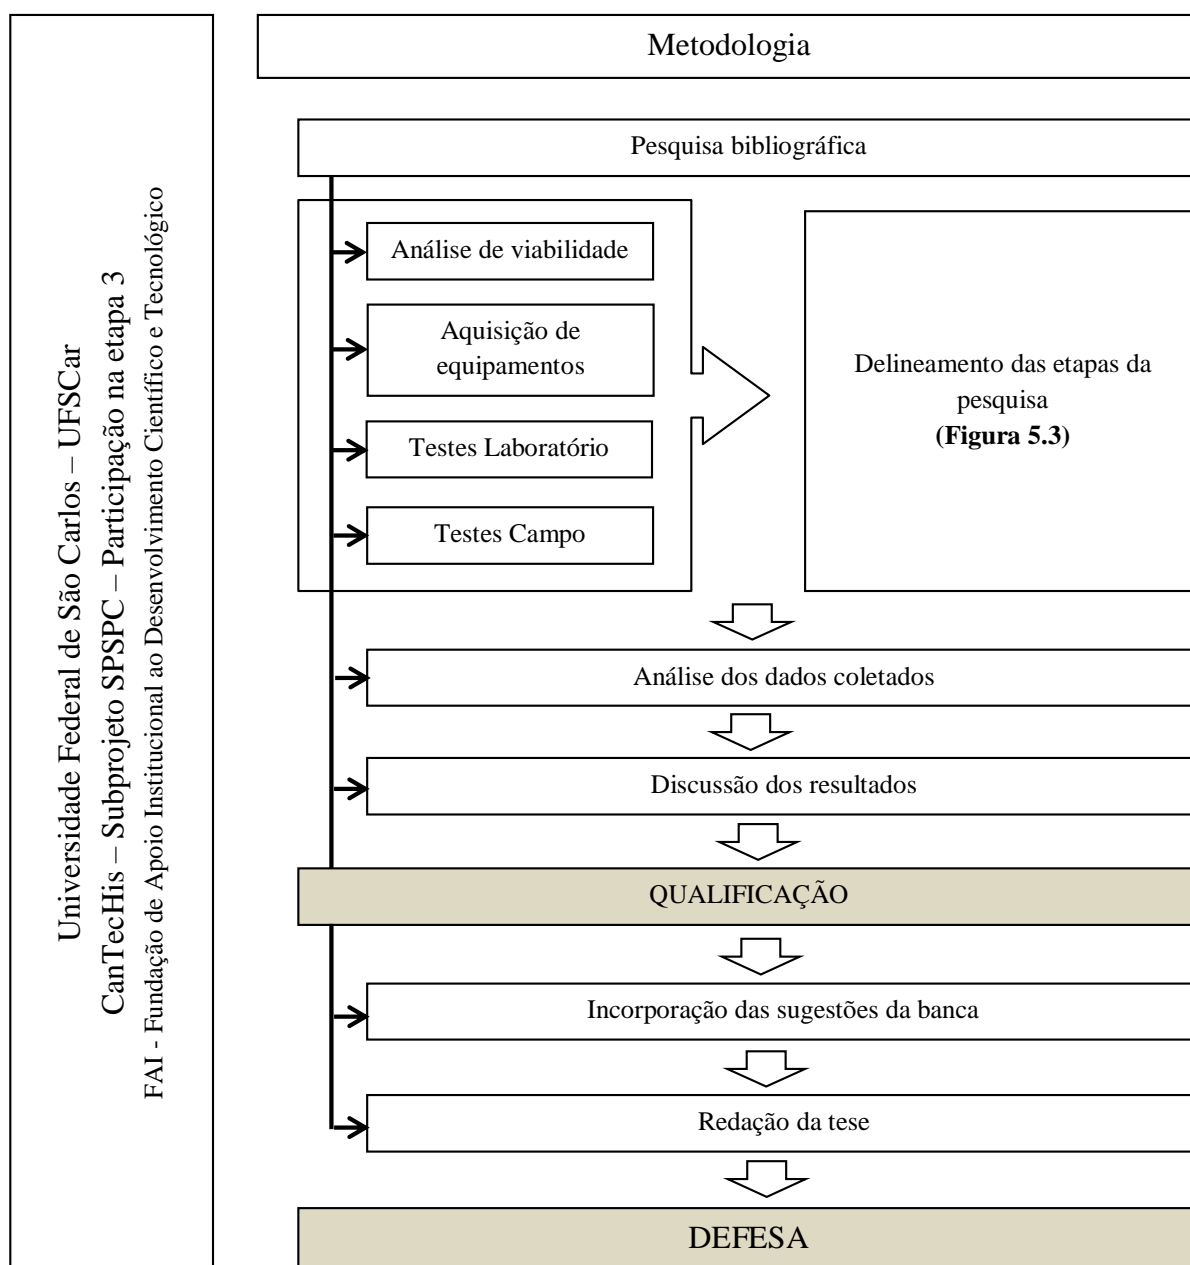 Universidade Federal de São Carlos – UFSCar
CanTecHis – Subprojeto SPSPC – Participação na etapa 3
FAI - Fundação de Apoio Institucional ao Desenvolvimento Científico e Tecnológico
Metodologia
Pesquisa bibliográfica
Análise de viabilidade
Aquisição de
equipamentos
Testes Laboratório
Testes Campo
Delineamento das etapas da
pesquisa
(Figura 5.3)
Análise dos dados coletados
Discussão dos resultados
QUALIFICAÇÃO
Incorporação das sugestões da banca
Redação da tese
DEFESA